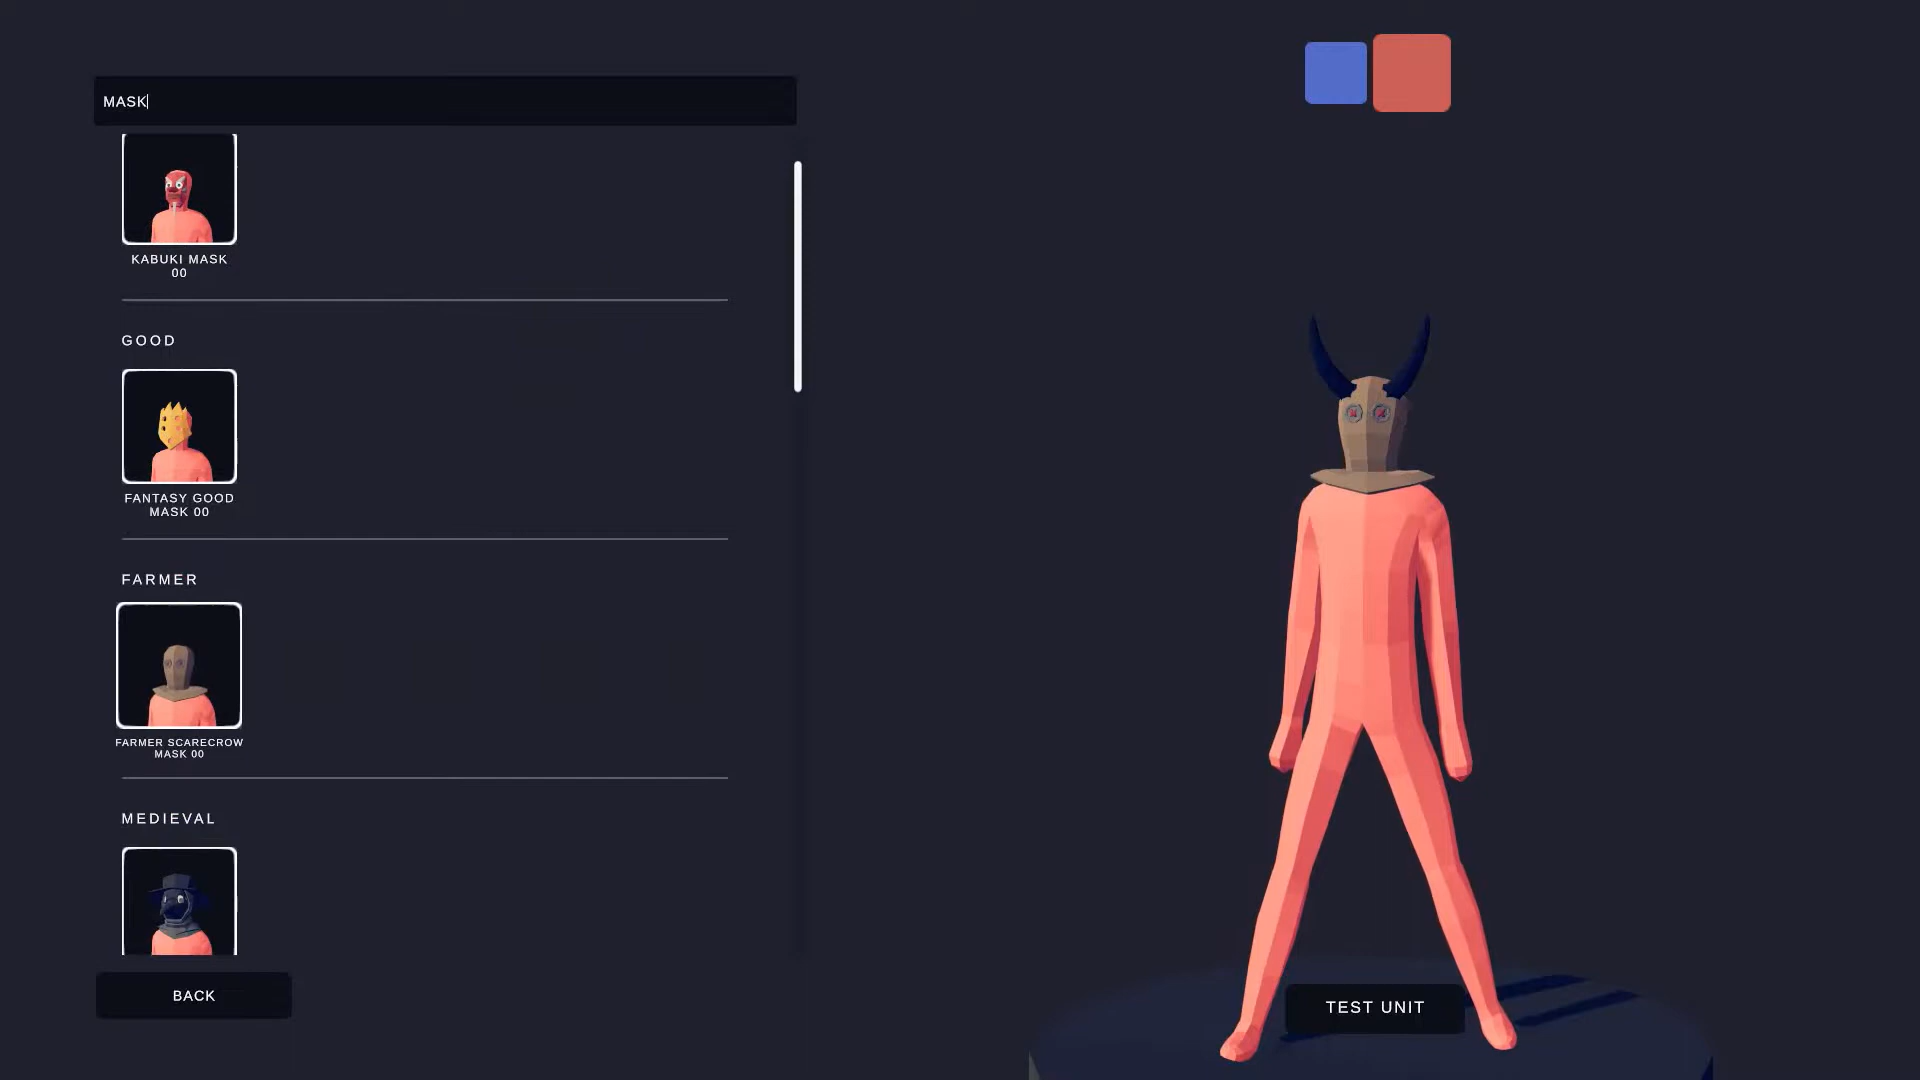 MASK
KABUKI MASK
00
GOOD
FANTASY GOOD
MASK 00
FARMER
FARMER SCARECROW
MASK 00
MEDIEVAL
BACK
TEST UNIT